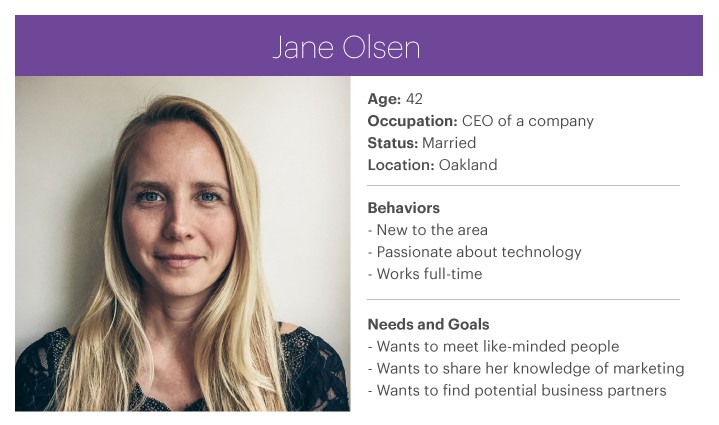 Jane Olsen
Age: 42
Occupation: CEO of a company
Status: Married
Location: Oakland
Behaviors
- New to the area
- Passionate about technology
- Works full-time
Needs and Goals
- Wants to meet like-minded people
- Wants to share her knowledge of marketing
- Wants to find potential business partners